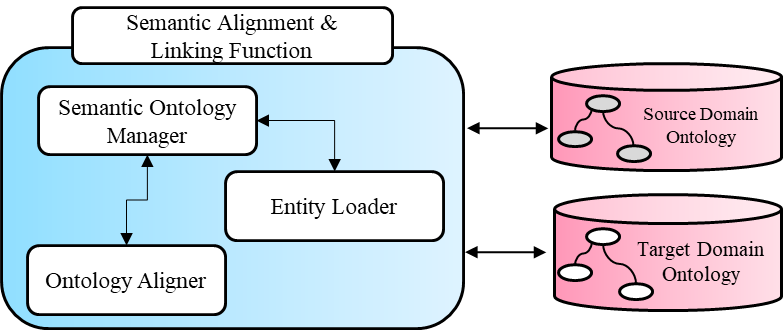 Semantic Alignment &
Linking Function
Semantic Ontology
Manager
Entity Loader
Ontology Aligner
Source Domain
Ontology
Target Domain
Ontology